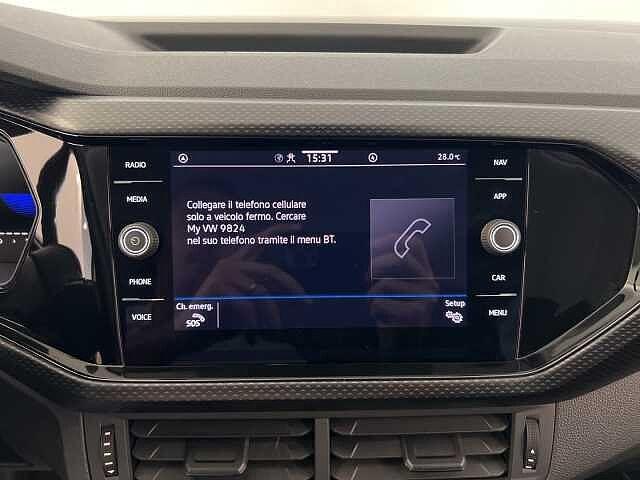 RADIO
MEDIA
PHONE
VOICE
15:31
28.0°C
Collegare il telefono cellulare
solo a veicolo fermo. Cercare
My VW 9824
nel suo telefono tramite il menu BT.
Ch. emerg.
SOS
Setup
NAV
APP
CAR
MENU